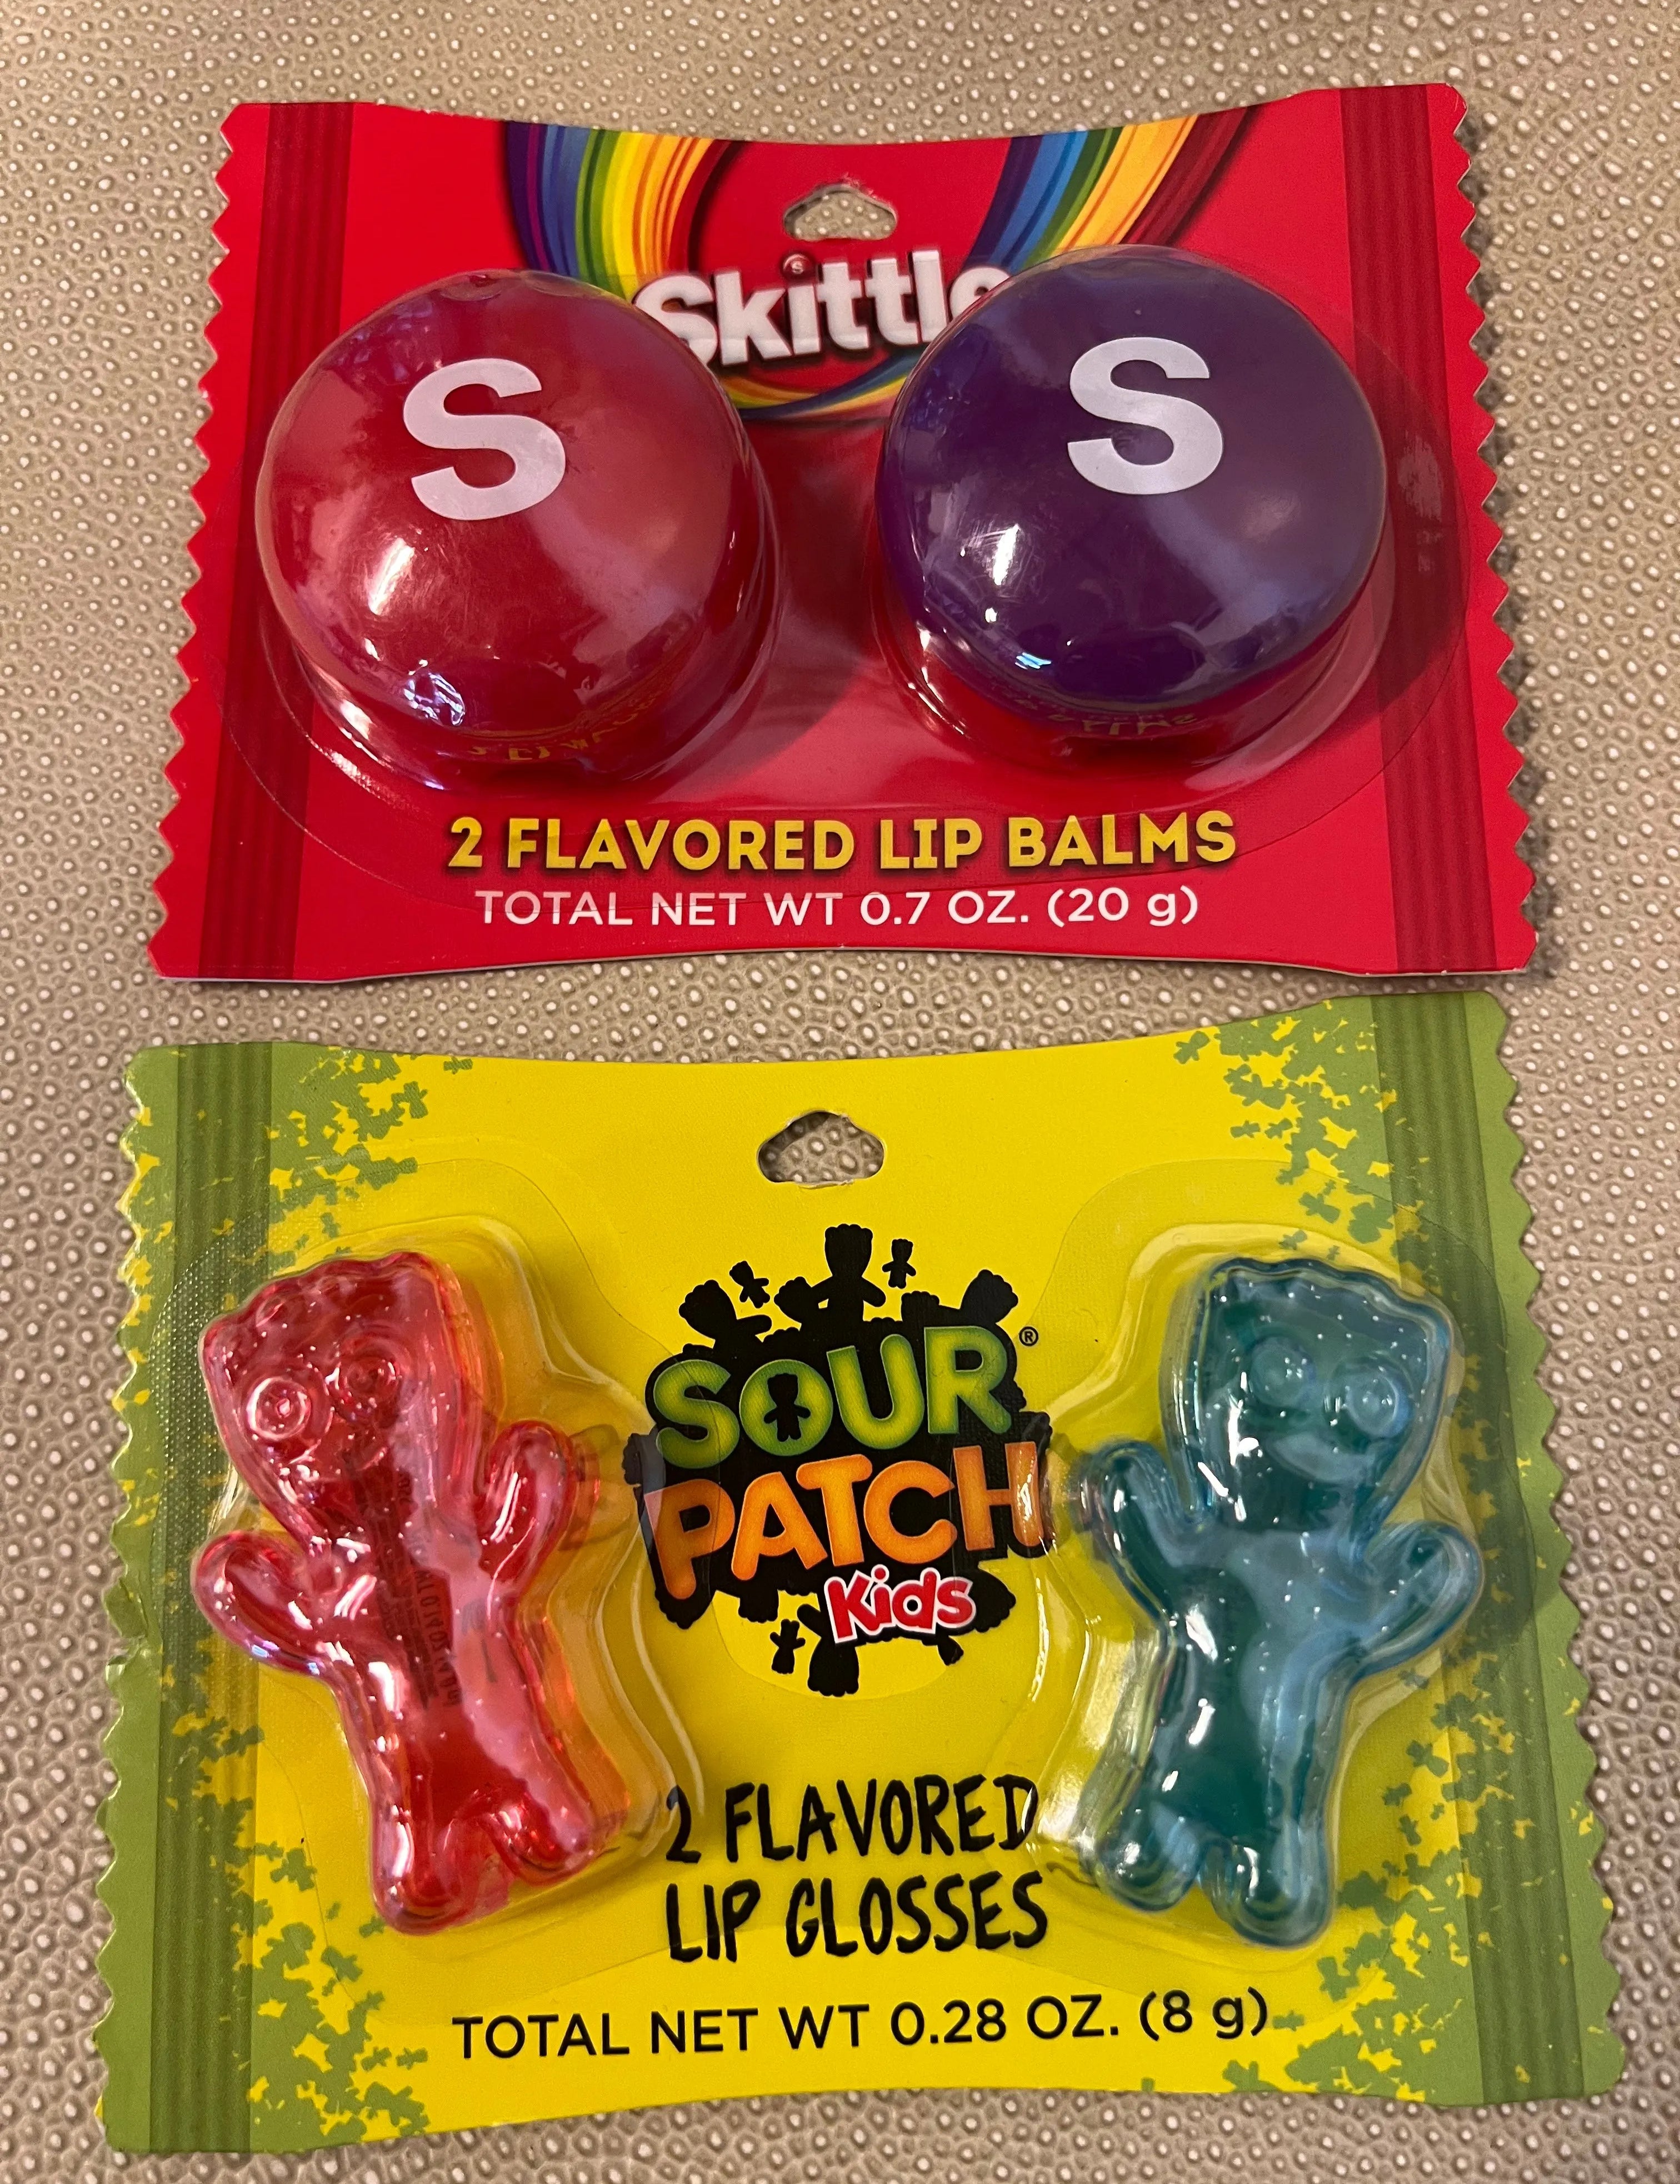 Skittle
S
S
2 FLAVORED LIP BALMS
TOTAL NET WT 0.7 OZ. (20 g)
SOUR®
PATCH
Kids
2 FLAVORED
LIP GLOSSES
TOTAL NET WT 0.28 OZ. (8 g)